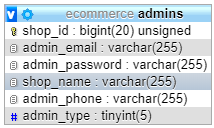 ecommerce admins
shop_id : bigint(20) unsigned
admin_email : varchar(255)
admin_password : varchar(255)
shop_name : varchar(255)
admin_phone : varchar(255)
# admin_type : tinyint(5)